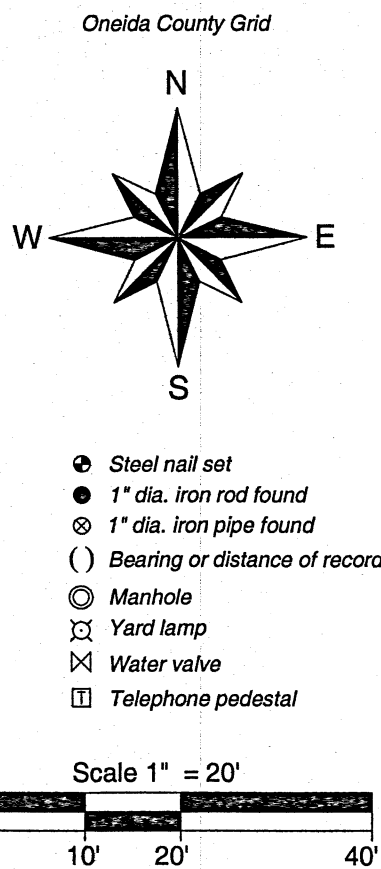 Oneida County Grid
N
W E
S
Steel nail set
1" dia. iron rod found
1" dia. iron pipe found
( ) Bearing or distance of record
Manhole
Yard lamp
Water valve
T Telephone pedestal
Scale 1" = 20'
10' 20' 40'